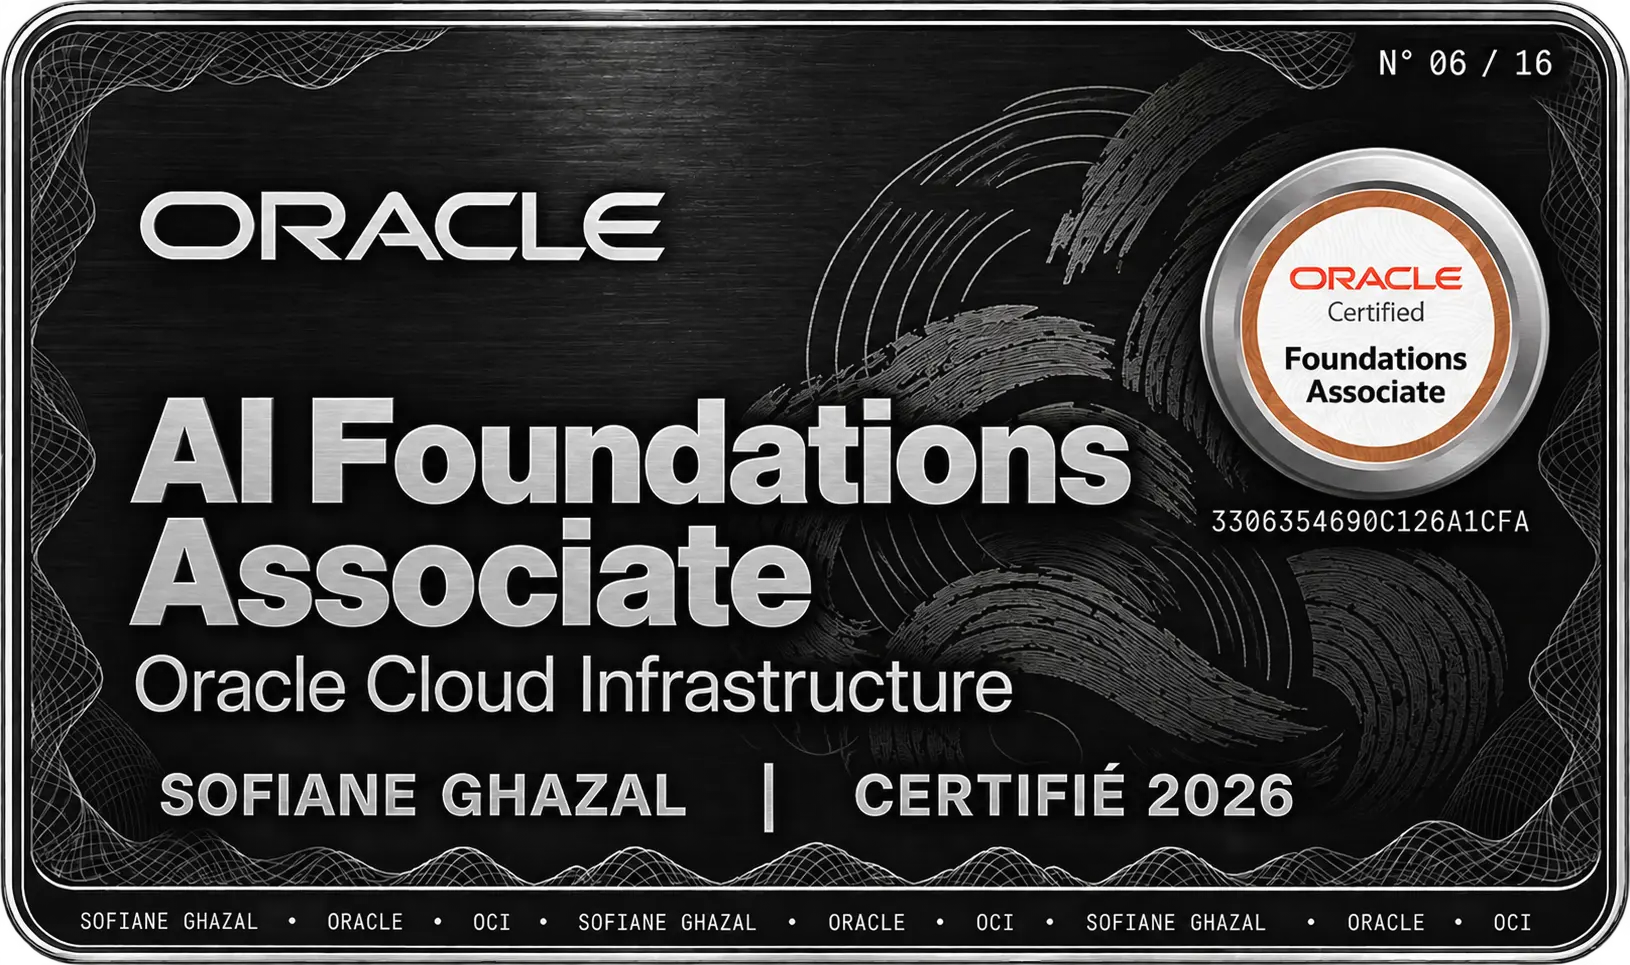 N° 06 / 16
ORACLE
ORACLE
Certified
Foundations
Associate
3306354690C126A1CFA
AI Foundations
Associate
Oracle Cloud Infrastructure
SOFIANE GHAZAL | CERTIFIÉ 2026
SOFIANE GHAZAL • ORACLE • OCI • SOFIANE GHAZAL • ORACLE • OCI • SOFIANE GHAZAL • ORACLE • OCI